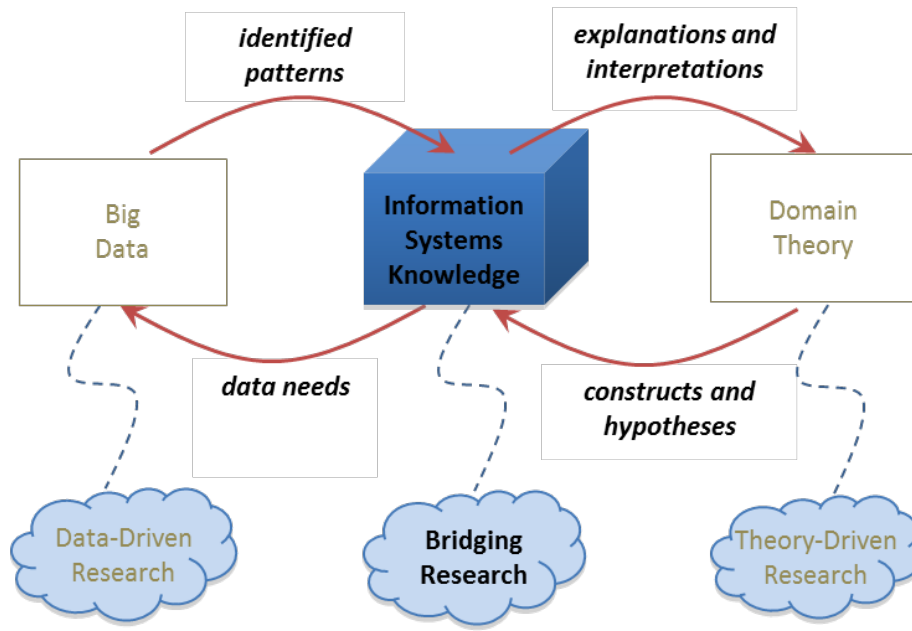 identified
patterns
explanations and
interpretations
Big
Data
Information
Systems
Knowledge
Domain
Theory
data needs
constructs and
hypotheses
Data-Driven
Research
Bridging
Research
Theory-Driven
Research